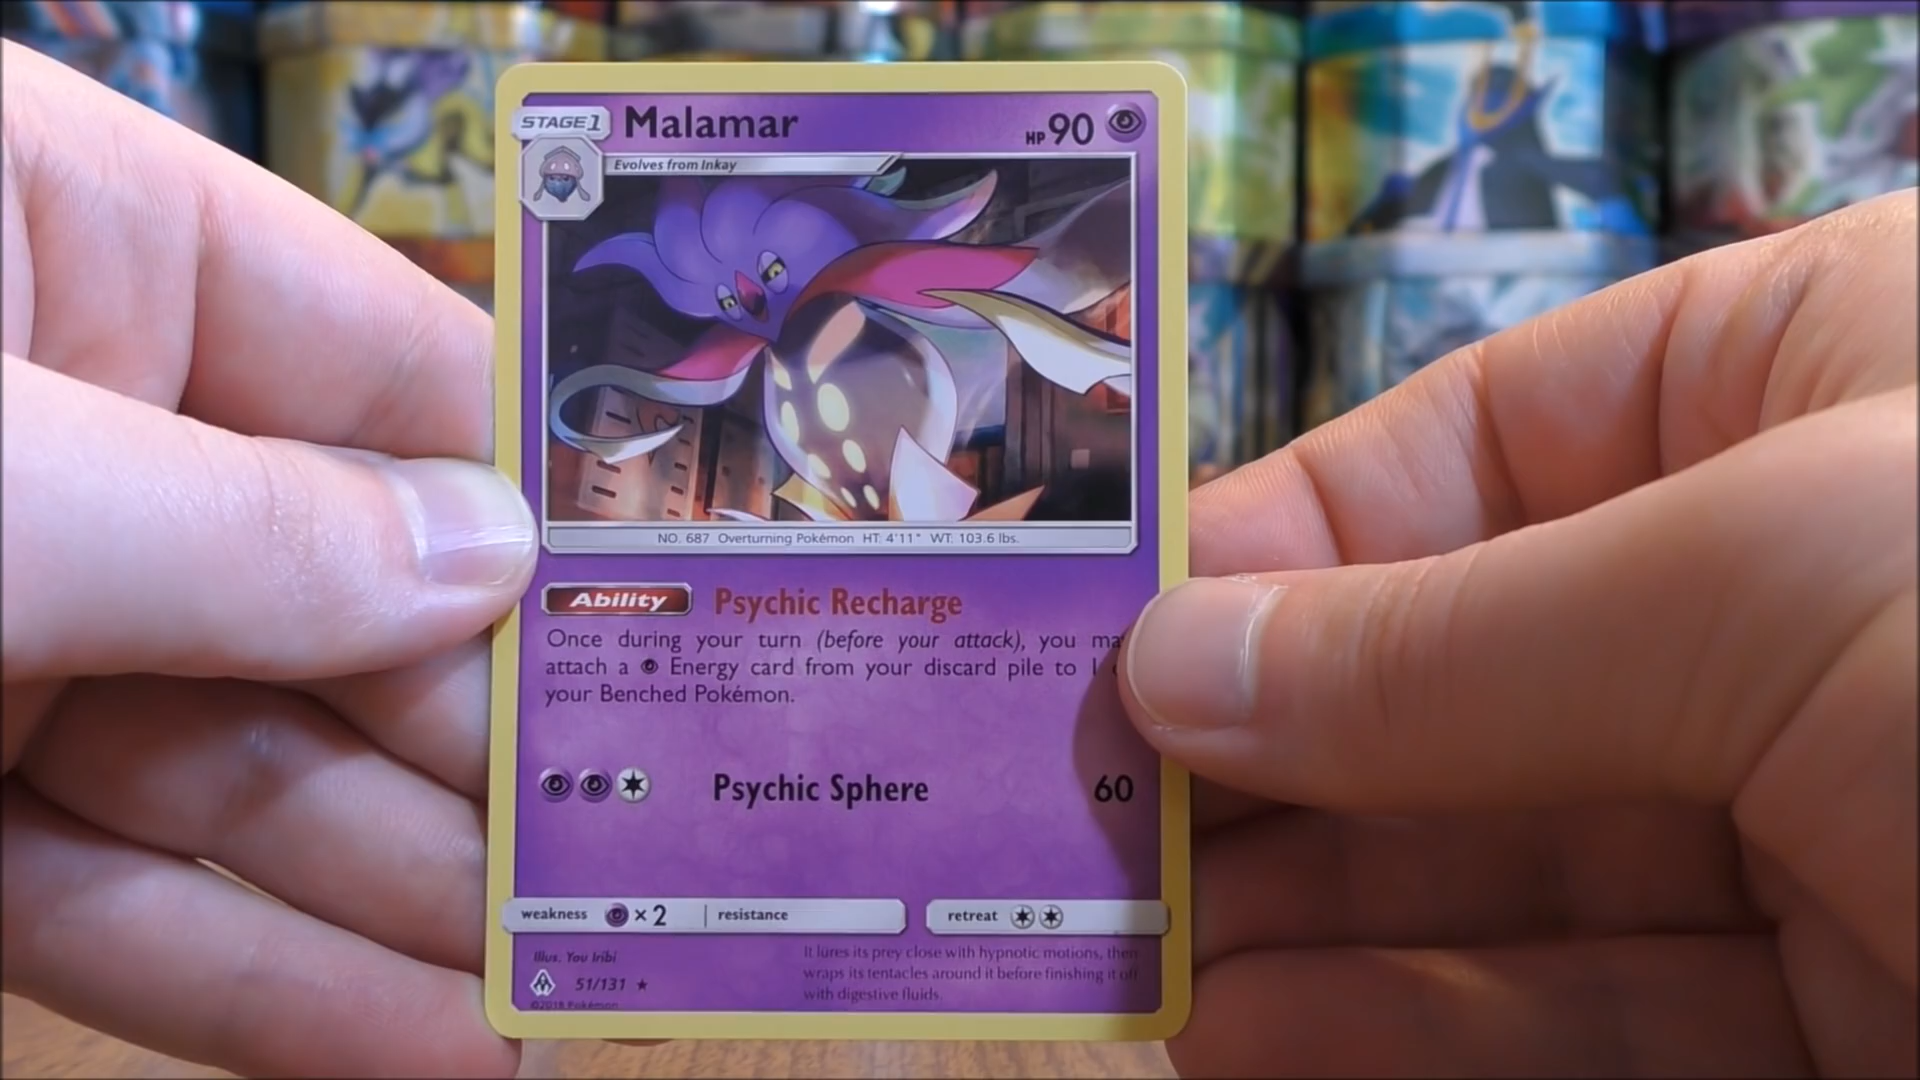 STAGE1 Malamar HP 90
Evolves from Inkay
NO. 687 Overturning Pokémon HT: 4'11" WT: 103.6 lbs.
Ability Psychic Recharge
Once during your turn (before your attack), you
attach a Energy card from your discard pile to 1
your Benched Pokémon.
Psychic Sphere 60
weakness ×2 resistance retreat
Illus. You Iribi
51/131
©2018 Pokémon
It lures its prey close with hypnotic motions, then
wraps its tentacles around it before finishing it off
with digestive fluids.